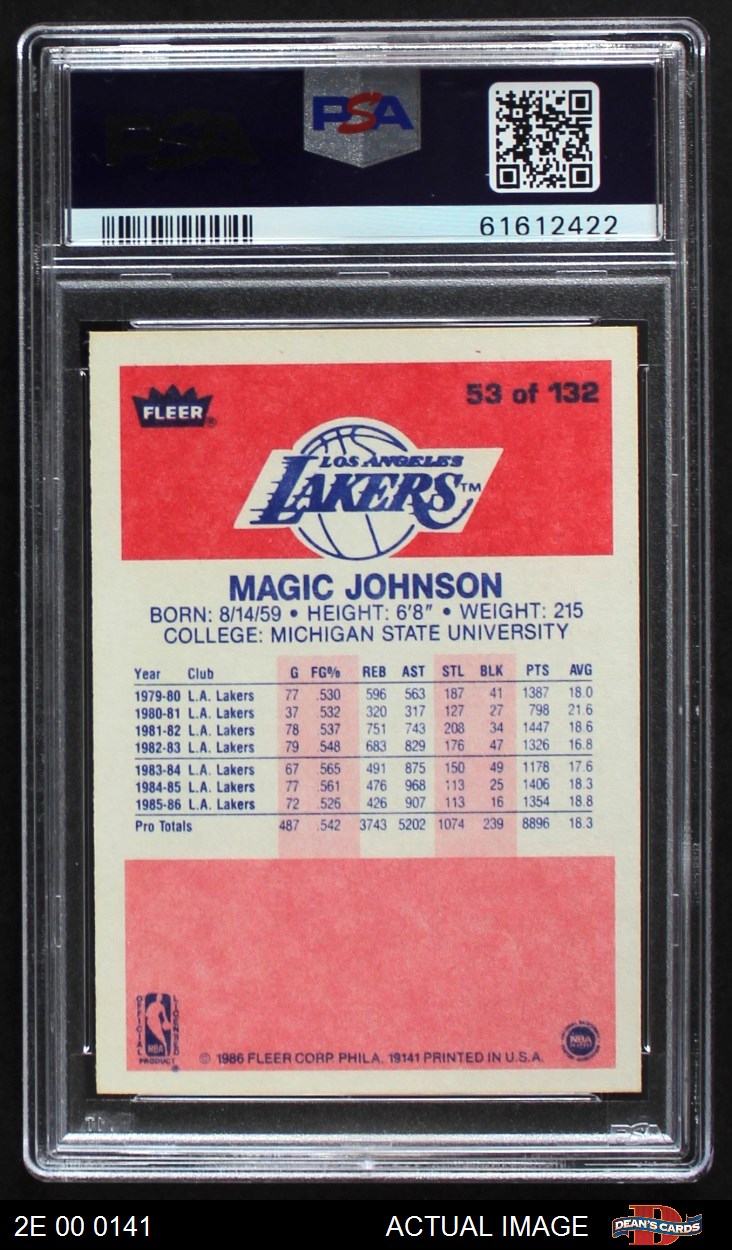 PSA
61612422
53 of 132
FLEER®
LOS ANGELES
LAKERS™
MAGIC JOHNSON
BORN: 8/14/59 • HEIGHT: 6'8" • WEIGHT: 215
COLLEGE: MICHIGAN STATE UNIVERSITY
Year Club G FG% REB AST STL BLK PTS AVG
1979-80 L.A. Lakers 77 .530 596 563 187 41 1387 18.0
1980-81 L.A. Lakers 37 .532 320 317 127 27 798 21.6
1981-82 L.A. Lakers 78 .537 751 743 208 34 1447 18.6
1982-83 L.A. Lakers 79 .548 683 829 176 47 1326 16.8
1983-84 L.A. Lakers 67 .565 491 875 150 49 1178 17.6
1984-85 L.A. Lakers 77 .561 476 968 113 25 1406 18.3
1985-86 L.A. Lakers 72 .526 426 907 113 16 1354 18.8
Pro Totals 487 .542 3743 5202 1074 239 8896 18.3
OFFICIAL LICENSED
NBA
PRODUCT®
© 1986 FLEER CORP. PHILA. 19141 PRINTED IN U.S.A.
NBA
PSA
2E 00 0141 ACTUAL IMAGE DEAN'S CARDS